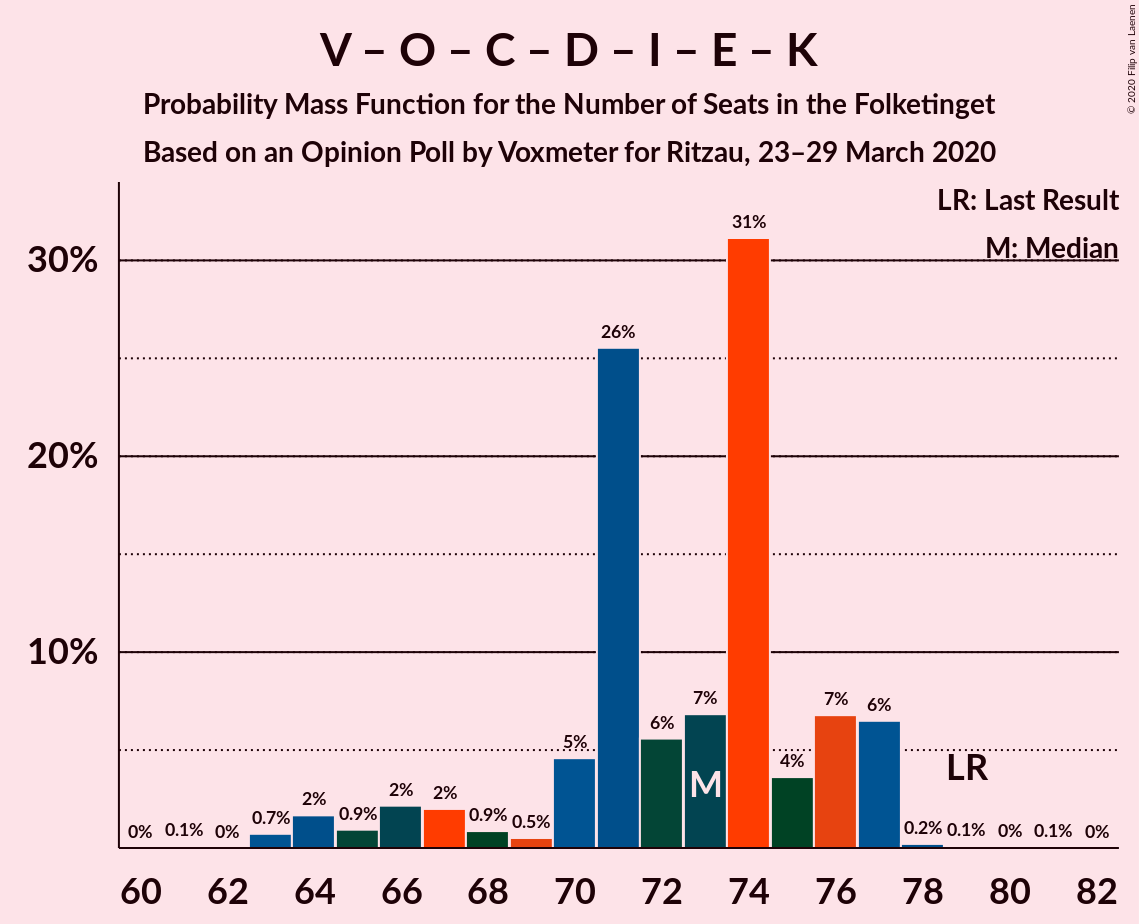 V – O – C – D – I – E – K
Probability Mass Function for the Number of Seats in the Folketinget
Based on an Opinion Poll by Voxmeter for Ritzau, 23–29 March 2020
© 2020 Filip van Laenen
LR: Last Result
M: Median
30%
20%
10%
0%
0.1%
0%
0.7%
2%
0.9%
2%
2%
0.9%
0.5%
5%
26%
6%
7%
31%
4%
7%
6%
0.2%
0.1%
0%
0.1%
0%
M
LR
60 62 64 66 68 70 72 74 76 78 80 82